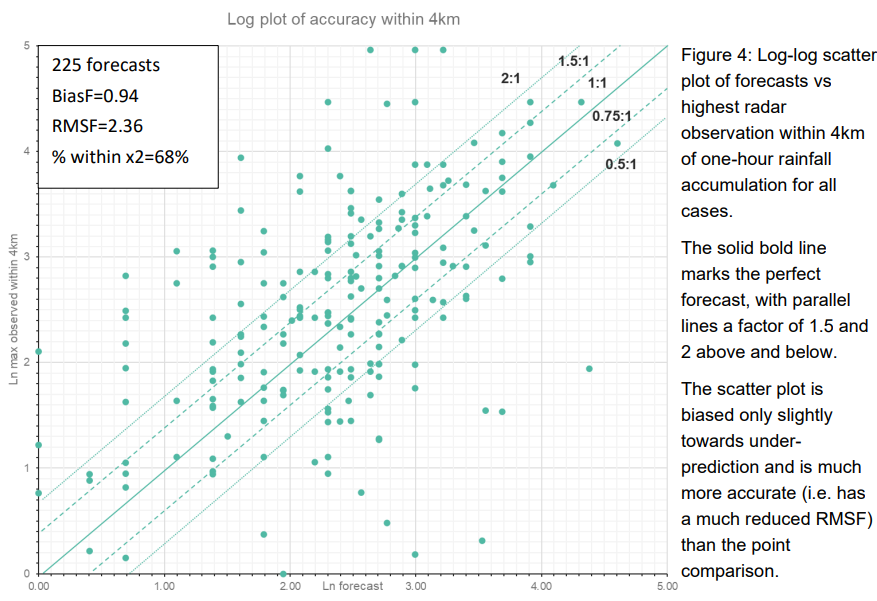 Log plot of accuracy within 4km
225 forecasts
BiasF=0.94
RMSF=2.36
% within x2=68%
2:1
1.5:1
1:1
0.75:1
0.5:1
5
4
3
2
1
0
Ln max observed within 4km
0.00
1.00
2.00
Ln forecast
3.00
4.00
5.00
Figure 4: Log-log scatter
plot of forecasts vs
highest radar
observation within 4km
of one-hour rainfall
accumulation for all
cases.
The solid bold line
marks the perfect
forecast, with parallel
lines a factor of 1.5 and
2 above and below.
The scatter plot is
biased only slightly
towards under-
prediction and is much
more accurate (i.e. has
a much reduced RMSF)
than the point
comparison.